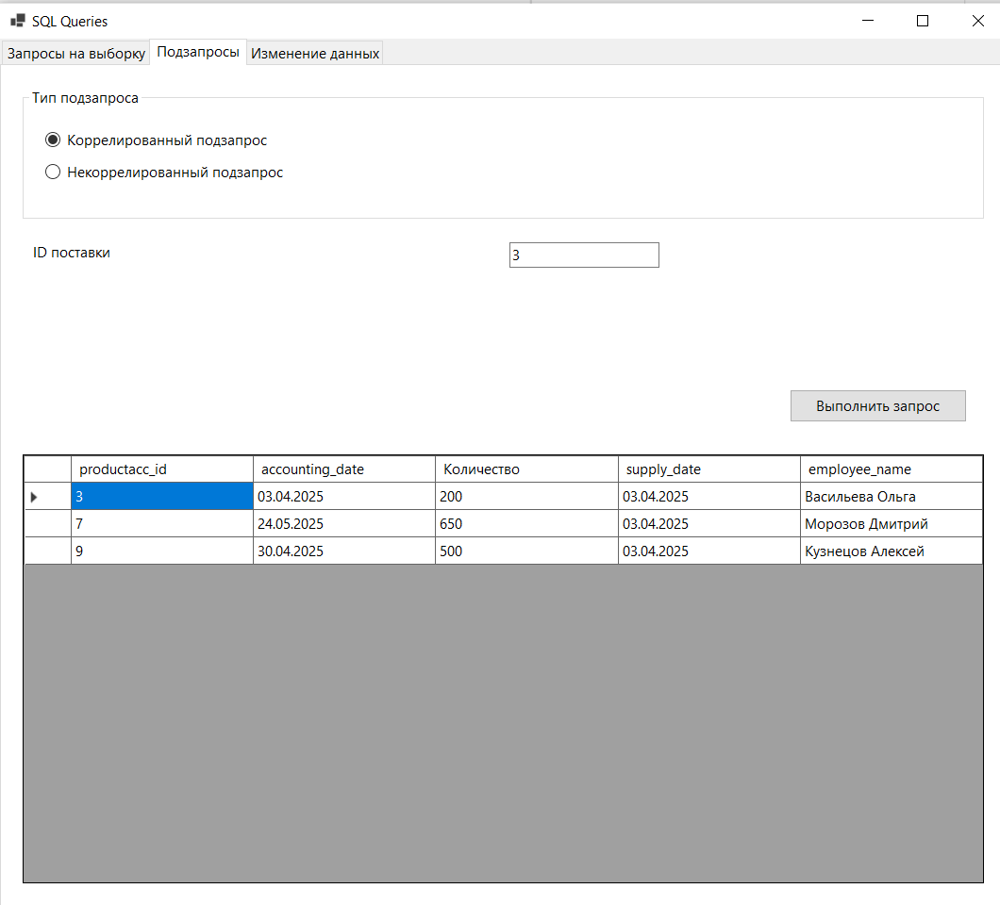 SQL Queries
Запросы на выборку Подзапросы Изменение данных
Тип подзапроса
Коррелированный подзапрос
Некоррелированный подзапрос
ID поставки 3
Выполнить запрос
productacc_id accounting_date Количество supply_date employee_name
3 03.04.2025 200 03.04.2025 Васильева Ольга
7 24.05.2025 650 03.04.2025 Морозов Дмитрий
9 30.04.2025 500 03.04.2025 Кузнецов Алексей